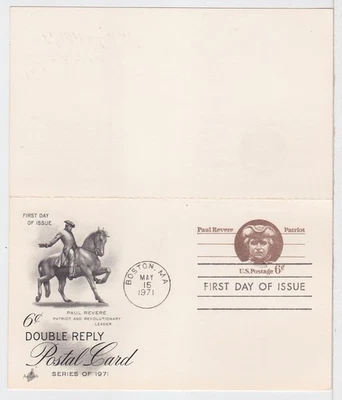 FIRST DAY
OF ISSUE
PAUL REVERE
PATRIOT AND REVOLUTIONARY
LEADER
6¢
DOUBLE REPLY
Postal Card
SERIES OF 1971
BOSTON, MA
MAY
15
1971
Paul Revere Patriot
U.S. Postage 6¢
FIRST DAY OF ISSUE